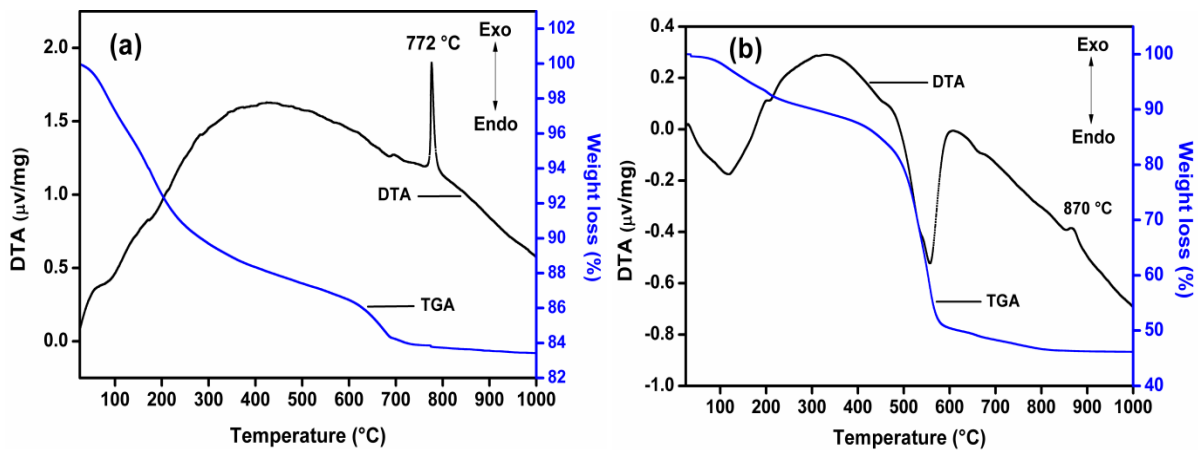 (a)
772 °C
Exo
Endo
DTA
TGA
2.0
1.5
1.0
0.5
0.0
DTA (μv/mg)
103
100
98
96
94
92
90
88
86
84
82
Weight loss (%)
100 200 300 400 500 600 700 800 900 1000
Temperature (°C)
(b)
Exo
Endo
DTA
870 °C
TGA
0.4
0.2
0.0
-0.2
-0.4
-0.6
-0.8
-1.0
DTA (μv/mg)
100
90
80
70
60
50
40
Weight loss (%)
100 200 300 400 500 600 700 800 900 1000
Temperature (°C)